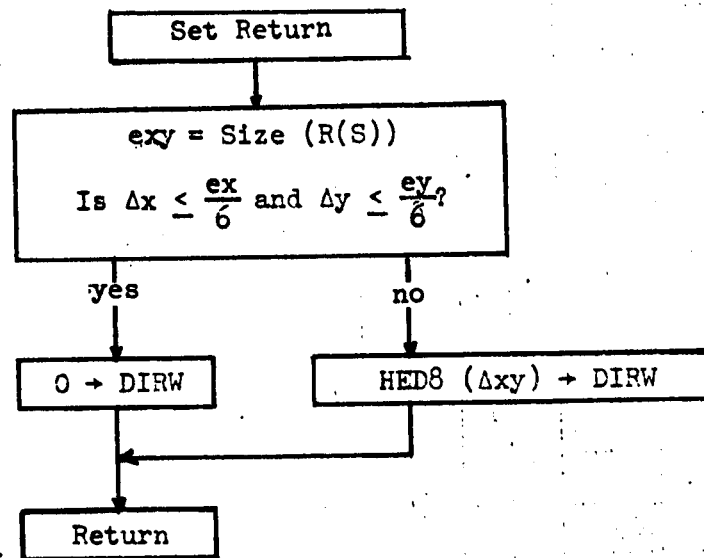 Set Return
exy = Size (R(S))
Is Δx ≤ ex/6 and Δy ≤ ey/6?
yes
no
0 → DIRW
HED8 (Δxy) → DIRW
Return